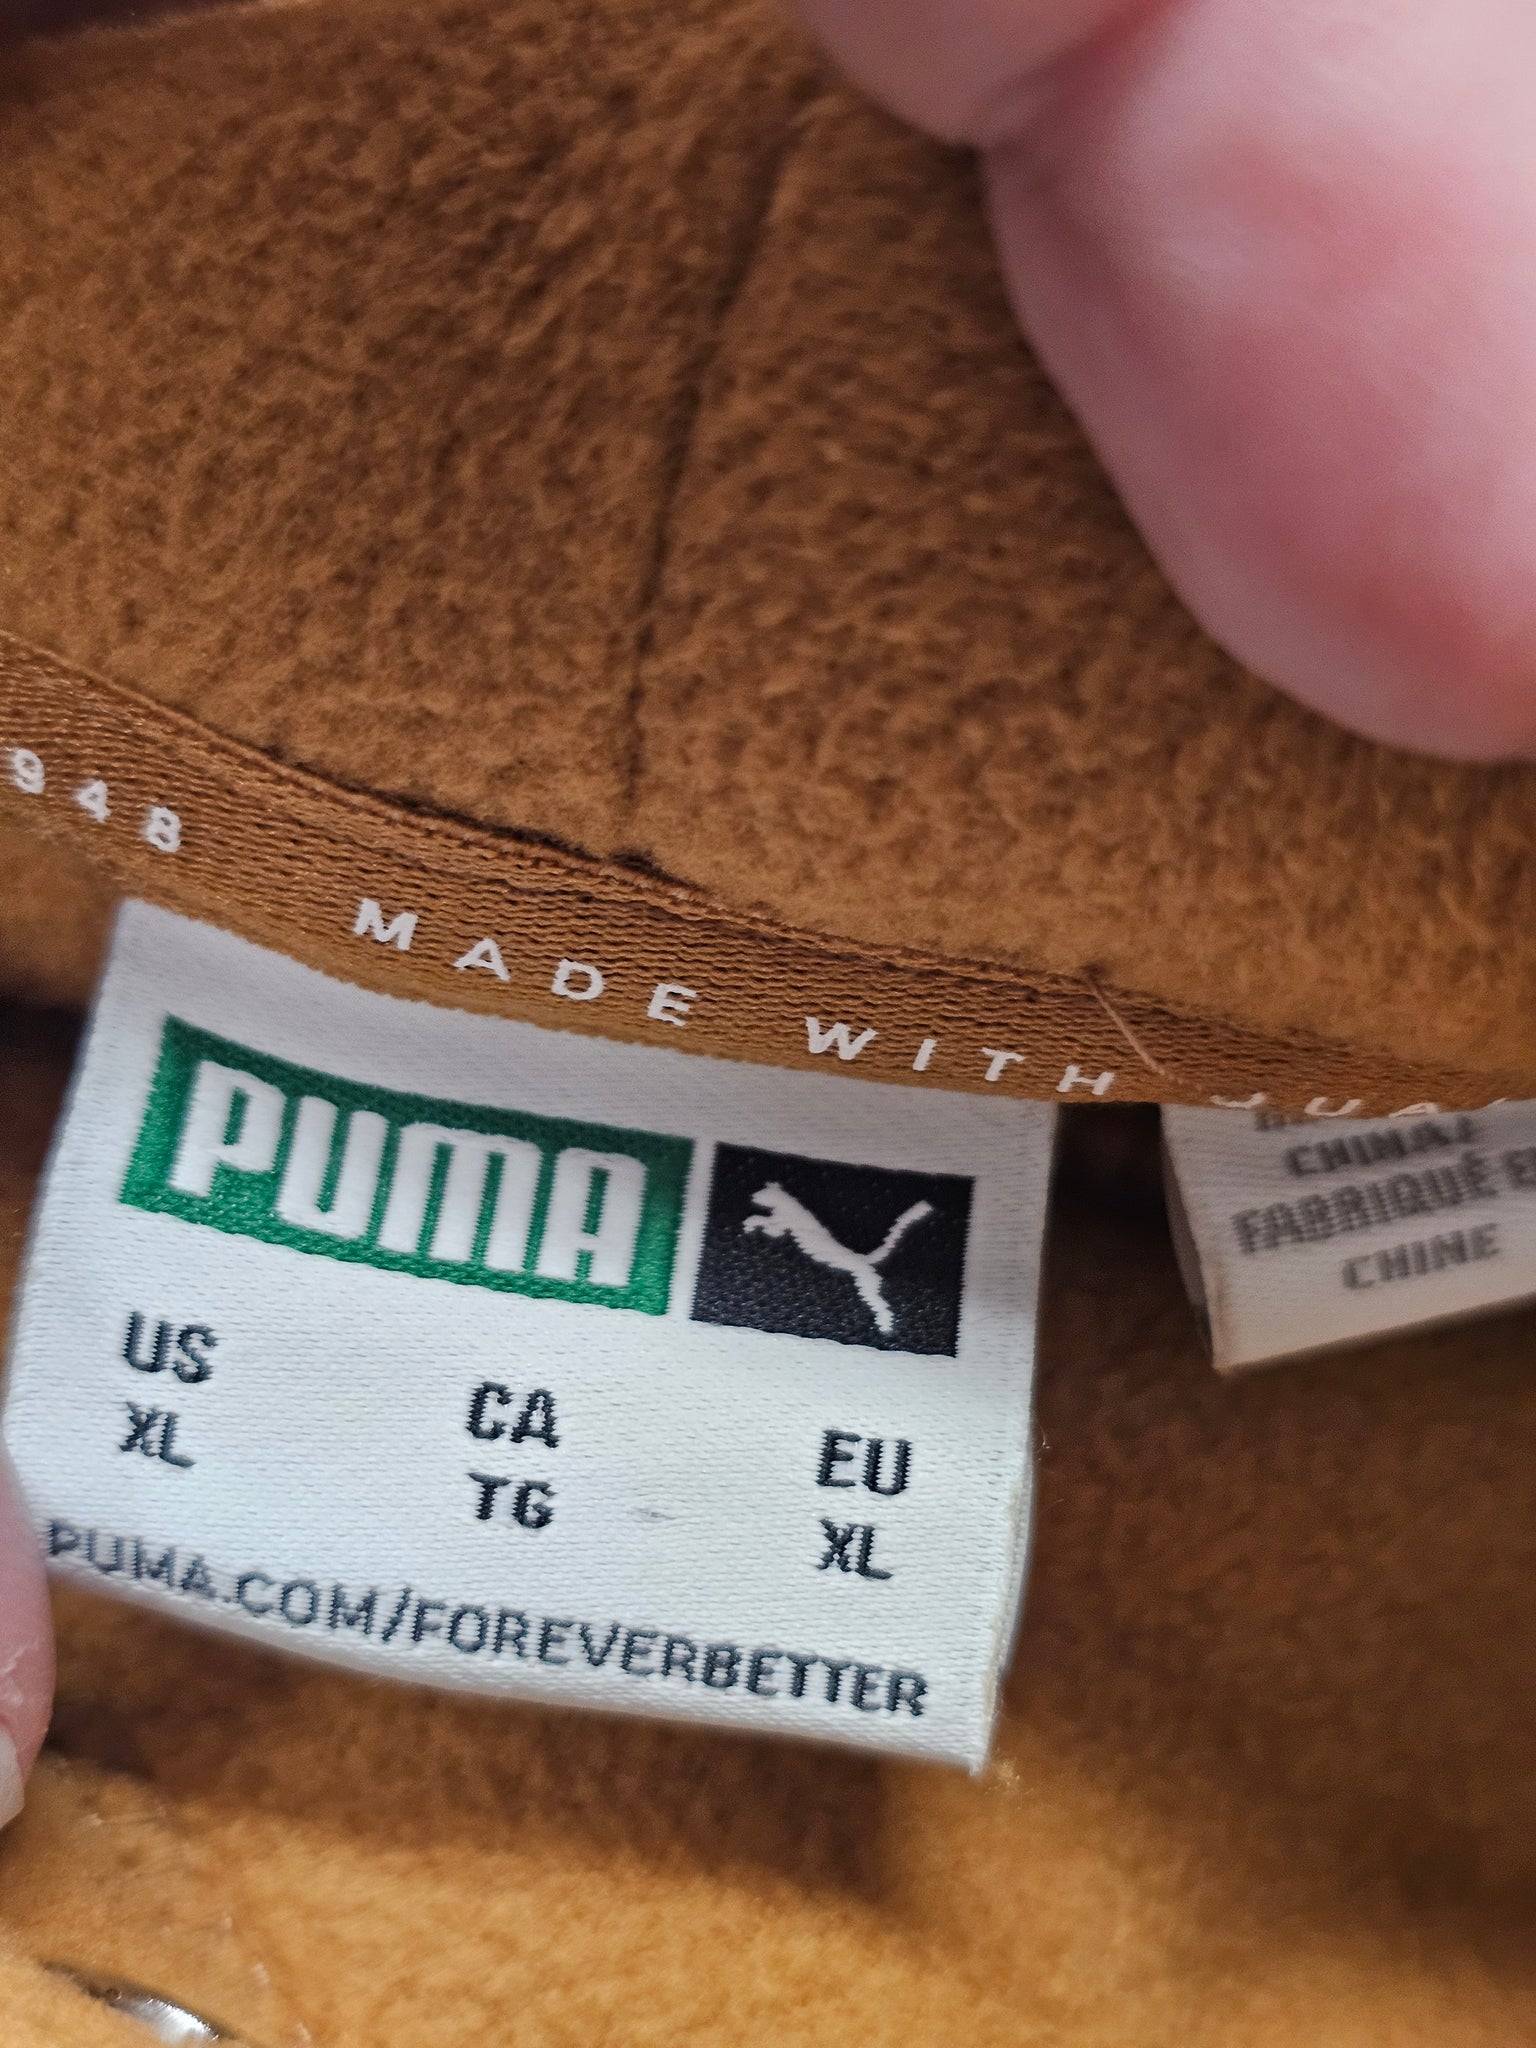 948 MADE WITH
PUMA
US CA EU
XL TG XL
PUMA.COM/FOREVERBETTER
CHINA/
FABRIQUÉ
CHINE